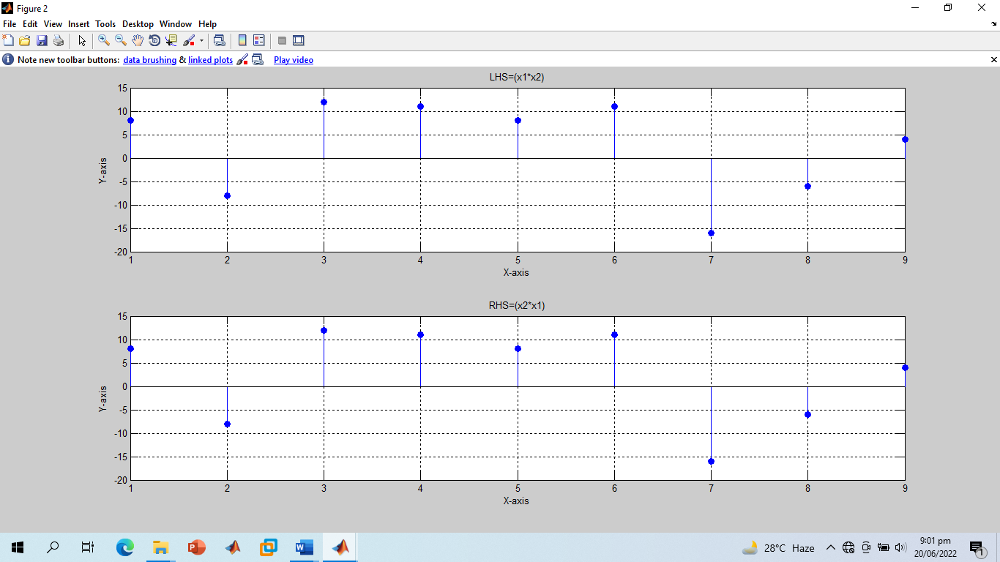 Figure 2
File Edit View Insert Tools Desktop Window Help
Note new toolbar buttons: data brushing & linked plots Play video
LHS=(x1*x2)
15
10
5
0
-5
-10
-15
-20
Y-axis
1 2 3 4 5 6 7 8 9
X-axis
RHS=(x2*x1)
15
10
5
0
-5
-10
-15
-20
Y-axis
1 2 3 4 5 6 7 8 9
X-axis
28°C Haze
9:01 pm
20/06/2022
1